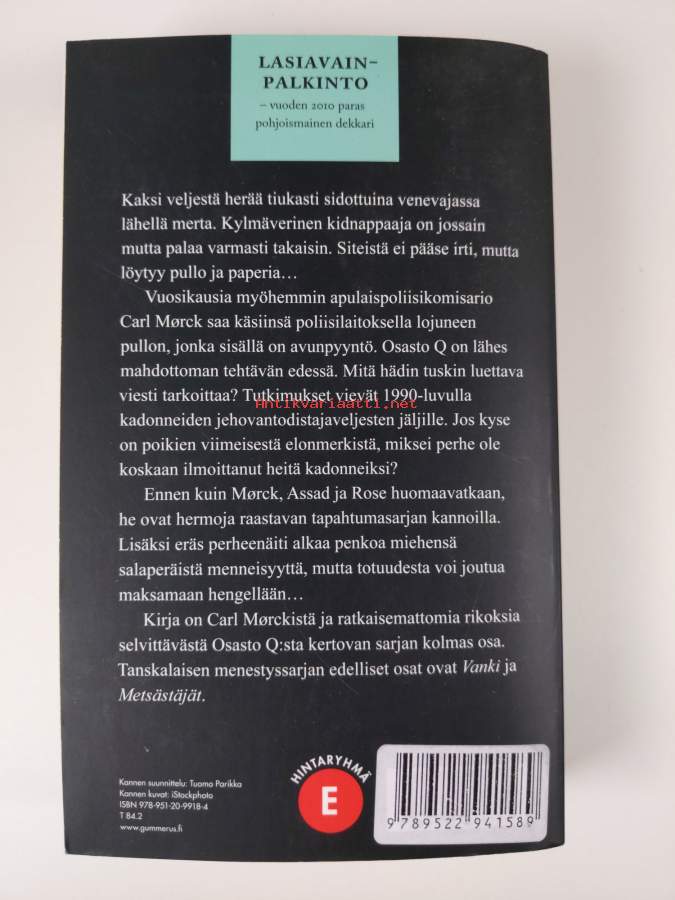 LASIAVAIN–
PALKINTO
– vuoden 2010 paras
pohjoismainen dekkari
Kaksi veljestä herää tiukasti sidottuina venevajassa
lähellä merta. Kylmäverinen kidnappaaja on jossain
mutta palaa varmasti takaisin. Siteistä ei pääse irti, mutta
löytyy pullo ja paperia…
Vuosikausia myöhemmin apulaispoliisikomisario
Carl Mørck saa käsiinsä poliisilaitoksella lojuneen
pullon, jonka sisällä on avunpyyntö. Osasto Q on lähes
mahdottoman tehtävän edessä. Mitä hädin tuskin luettava
viesti tarkoittaa? Tutkimukset vievät 1990-luvulla
Antikvariaatti.net
kadonneiden jehovantodistajaveljesten jäljille. Jos kyse
on poikien viimeisestä elonmerkistä, miksei perhe ole
koskaan ilmoittanut heitä kadonneiksi?
Ennen kuin Mørck, Assad ja Rose huomaavatkaan,
he ovat hermoja raastavan tapahtumasarjan kannoilla.
Lisäksi eräs perheenäiti alkaa penkoa miehensä
salaperäistä menneisyyttä, mutta totuudesta voi joutua
maksamaan hengellään…
Kirja on Carl Mørckistä ja ratkaisemattomia rikoksia
selvittävästä Osasto Q:sta kertovan sarjan kolmas osa.
Tanskalaisen menestyssarjan edelliset osat ovat Vanki ja
Metsästäjät.
Kannen suunnittelu: Tuomo Parikka
Kannen kuvat: iStockphoto
ISBN 978-951-20-9918-4
T 84.2
www.gummerus.fi
HINTARYHMÄ
E
9 789522 941589